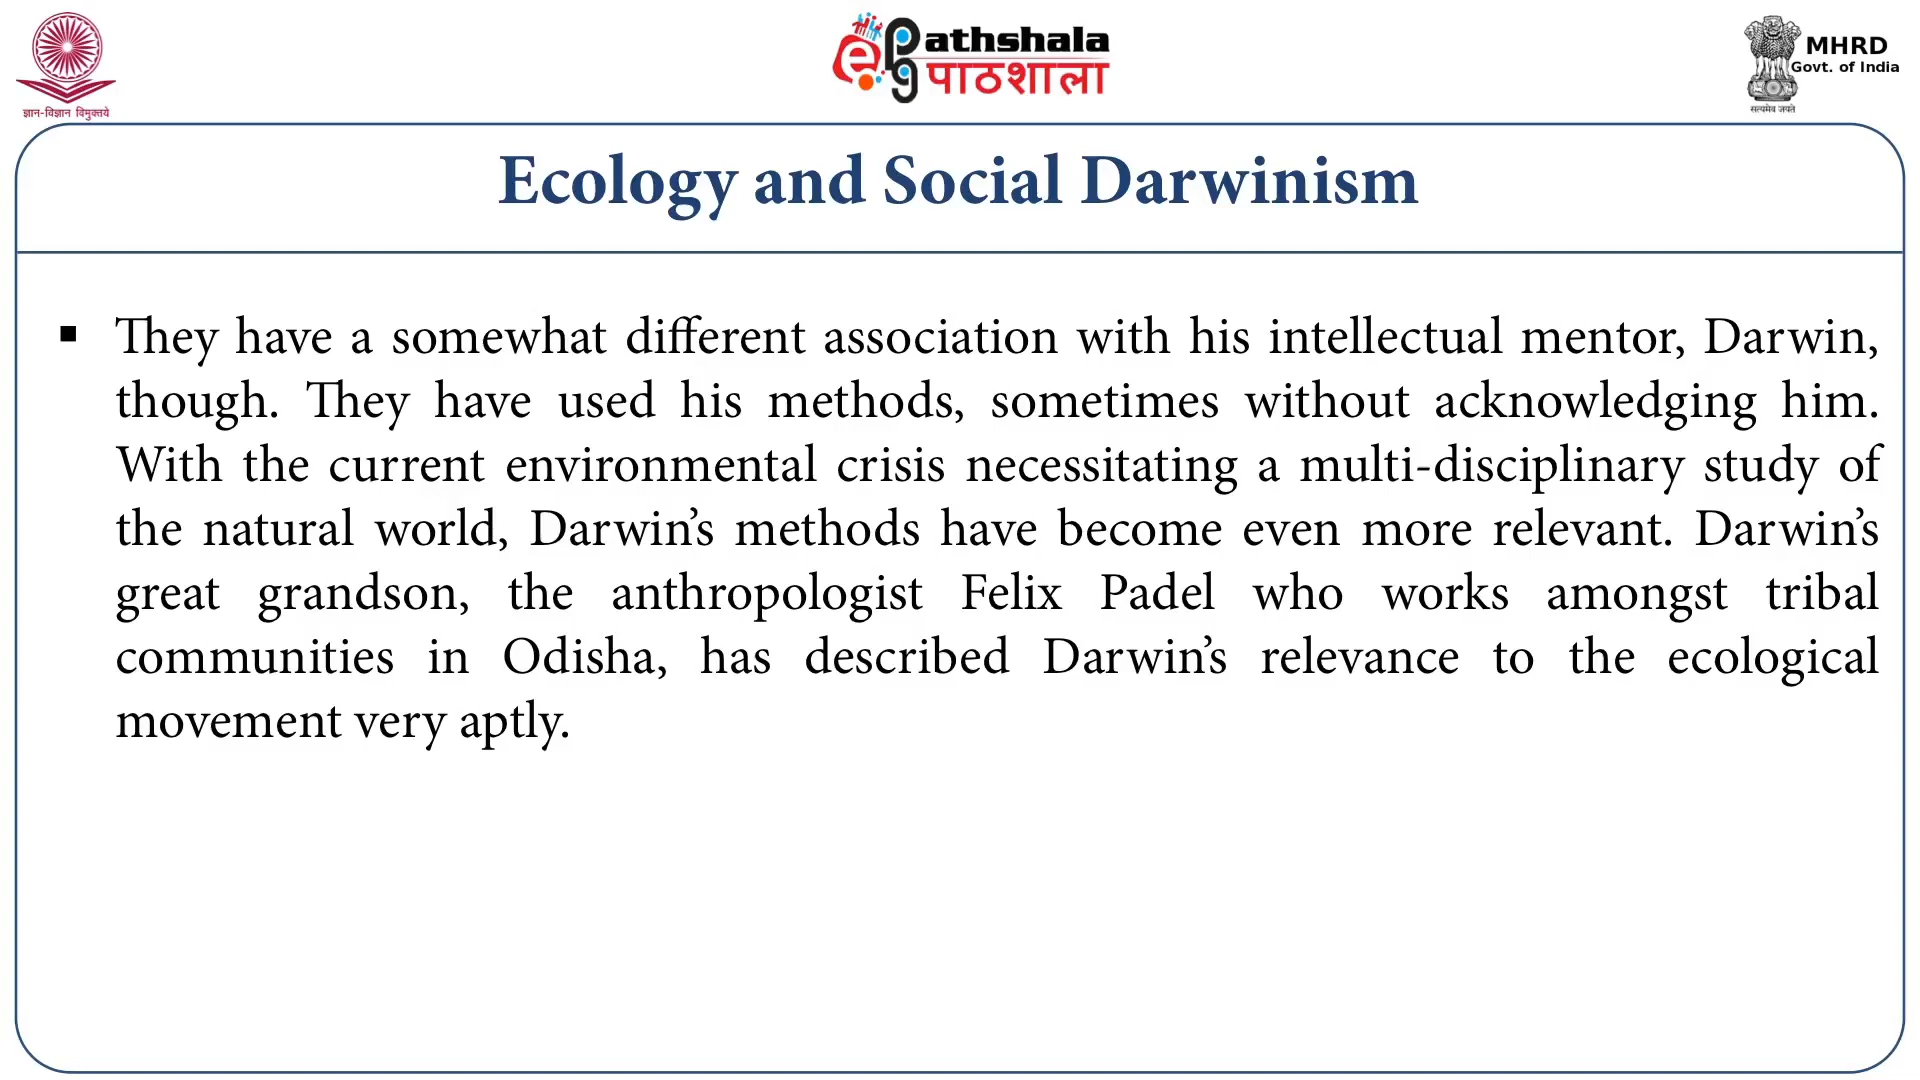 ज्ञान-विज्ञान विमुक्तये
e PG Pathshala
पाठशाला
MHRD
Govt. of India
सत्यमेव जयते
Ecology and Social Darwinism
▪ They have a somewhat different association with his intellectual mentor, Darwin,
though. They have used his methods, sometimes without acknowledging him.
With the current environmental crisis necessitating a multi-disciplinary study of
the natural world, Darwin’s methods have become even more relevant. Darwin’s
great grandson, the anthropologist Felix Padel who works amongst tribal
communities in Odisha, has described Darwin’s relevance to the ecological
movement very aptly.